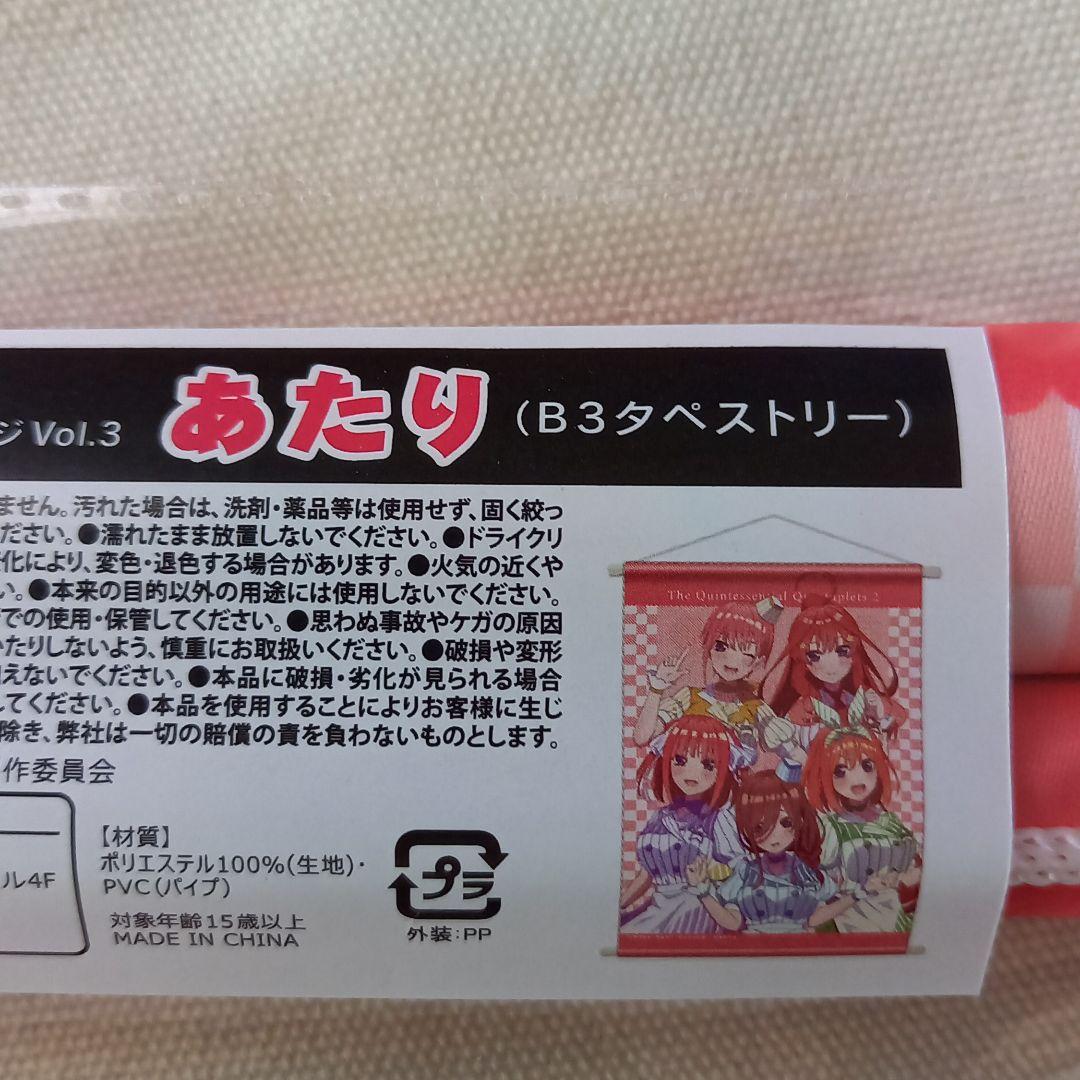 ジ Vol.3 あたり (B3タペストリー)
ません。汚れた場合は、洗剤・薬品等は使用せず、固く絞っ
ださい。●濡れたまま放置しないでください。●ドライクリ
化により、変色・退色する場合があります。●火気の近くや
い。●本来の目的以外の用途には使用しないでください。
での使用・保管してください。●思わぬ事故やケガの原因
いたりしないよう、慎重にお取扱いください。●破損や変形
えないでください。●本品に破損・劣化が見られる場合
してください。●本品を使用することによりお客様に生じ
除き、弊社は一切の賠償の責を負わないものとします。
作委員会
ル4F
【材質】
ポリエステル100%(生地)・
PVC(パイプ)
対象年齢15歳以上
MADE IN CHINA
プラ
外装:PP
The Quintessential Quintuplets 2